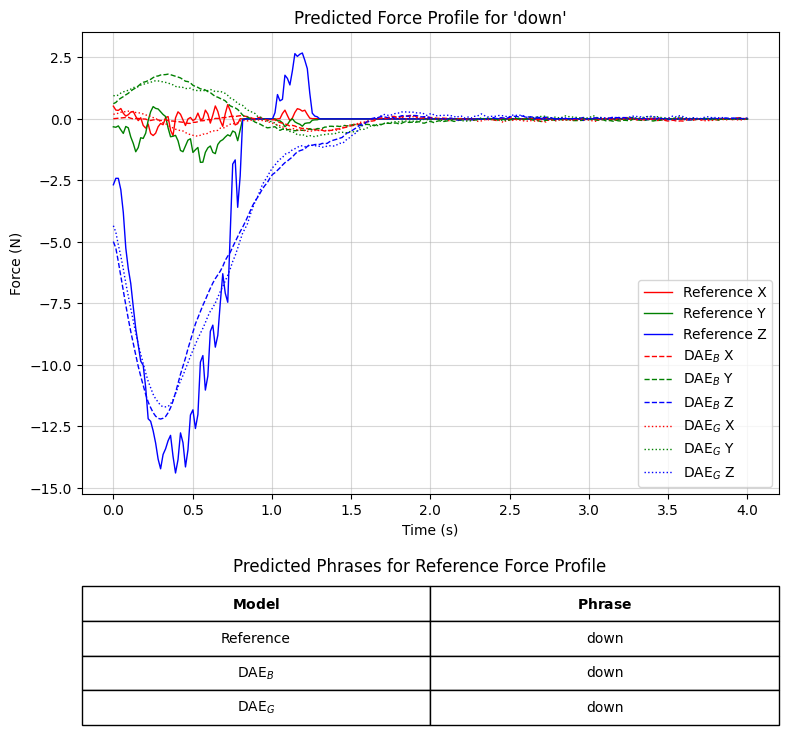 Predicted Force Profile for 'down'
2.5
0.0
−2.5
−5.0
−7.5
−10.0
−12.5
−15.0
Force (N)
Reference X
Reference Y
Reference Z
DAE_B X
DAE_B Y
DAE_B Z
DAE_G X
DAE_G Y
DAE_G Z
0.0 0.5 1.0 1.5 2.0 2.5 3.0 3.5 4.0
Time (s)
Predicted Phrases for Reference Force Profile
Model Phrase
Reference down
DAE_B down
DAE_G down